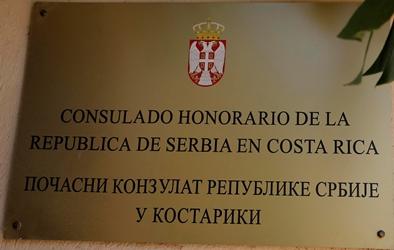 CONSULADO HONORARIO DE LA
REPUBLICA DE SERBIA EN COSTA RICA
ПОЧАСНИ КОНЗУЛАТ РЕПУБЛИКЕ СРБИЈЕ
У КОСТАРИКИ